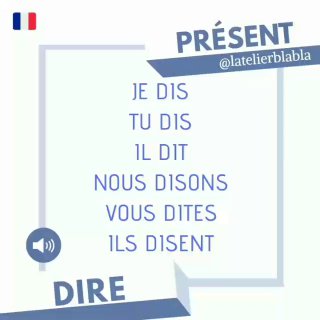 PRÉSENT
@latelierblabla
JE DIS
TU DIS
IL DIT
NOUS DISONS
VOUS DITES
ILS DISENT
DIRE